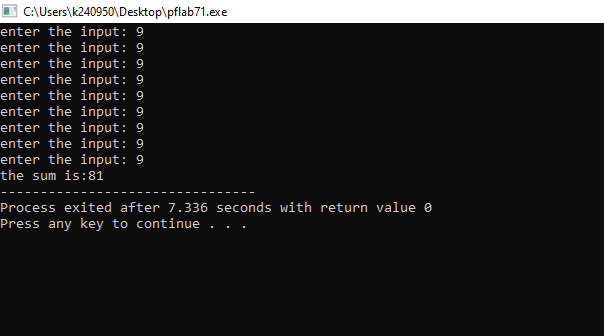 C:\Users\k240950\Desktop\pflab71.exe
enter the input: 9
enter the input: 9
enter the input: 9
enter the input: 9
enter the input: 9
enter the input: 9
enter the input: 9
enter the input: 9
enter the input: 9
the sum is:81
--------------------------------
Process exited after 7.336 seconds with return value 0
Press any key to continue . . .